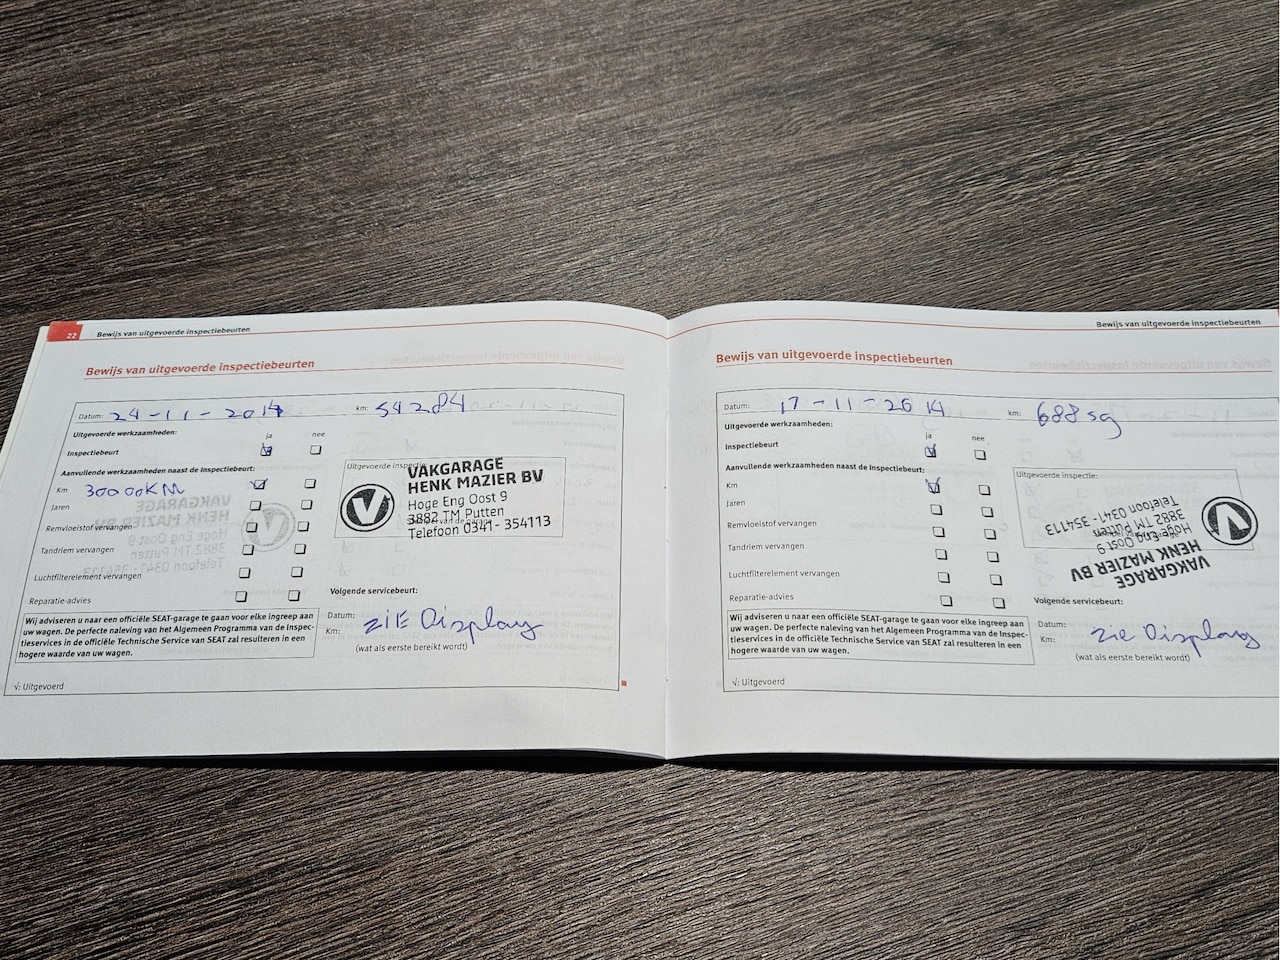 22
Bewijs van uitgevoerde inspectiebeurten
Bewijs van uitgevoerde inspectiebeurten
Datum: 24-11-2014 km: 54284
Uitgevoerde werkzaamheden:
ja nee
Inspectiebeurt
Aanvullende werkzaamheden naast de Inspectiebeurt:
Km 30000KM
Jaren
Remvloeistof vervangen
Tandriem vervangen
Luchtfilterelement vervangen
Reparatie-advies
Uitgevoerde inspectie:
VAKGARAGE
HENK MAZIER BV
Hoge Eng Oost 9
3882 TM Putten
Telefoon 0341 - 354113
Wij adviseren u naar een officiële SEAT-garage te gaan voor elke ingreep aan
uw wagen. De perfecte naleving van het Algemeen Programma van de Inspec-
tieservices in de officiële Technische Service van SEAT zal resulteren in een
hogere waarde van uw wagen.
Volgende servicebeurt:
Datum:
Km: ziE Display
(wat als eerste bereikt wordt)
√: Uitgevoerd
Bewijs van uitgevoerde inspectiebeurten
Bewijs van uitgevoerde inspectiebeurten
Datum: 17-11-2014 km: 68859
Uitgevoerde werkzaamheden:
ja nee
Inspectiebeurt
Aanvullende werkzaamheden naast de Inspectiebeurt:
Km
Jaren
Remvloeistof vervangen
Tandriem vervangen
Luchtfilterelement vervangen
Reparatie-advies
Uitgevoerde inspectie:
VAKGARAGE
HENK MAZIER BV
Hoge Eng Oost 9
3882 TM Putten
Telefoon 0341 - 354113
Wij adviseren u naar een officiële SEAT-garage te gaan voor elke ingreep aan
uw wagen. De perfecte naleving van het Algemeen Programma van de Inspec-
tieservices in de officiële Technische Service van SEAT zal resulteren in een
hogere waarde van uw wagen.
Volgende servicebeurt:
Datum:
Km: zie Display
(wat als eerste bereikt wordt)
√: Uitgevoerd